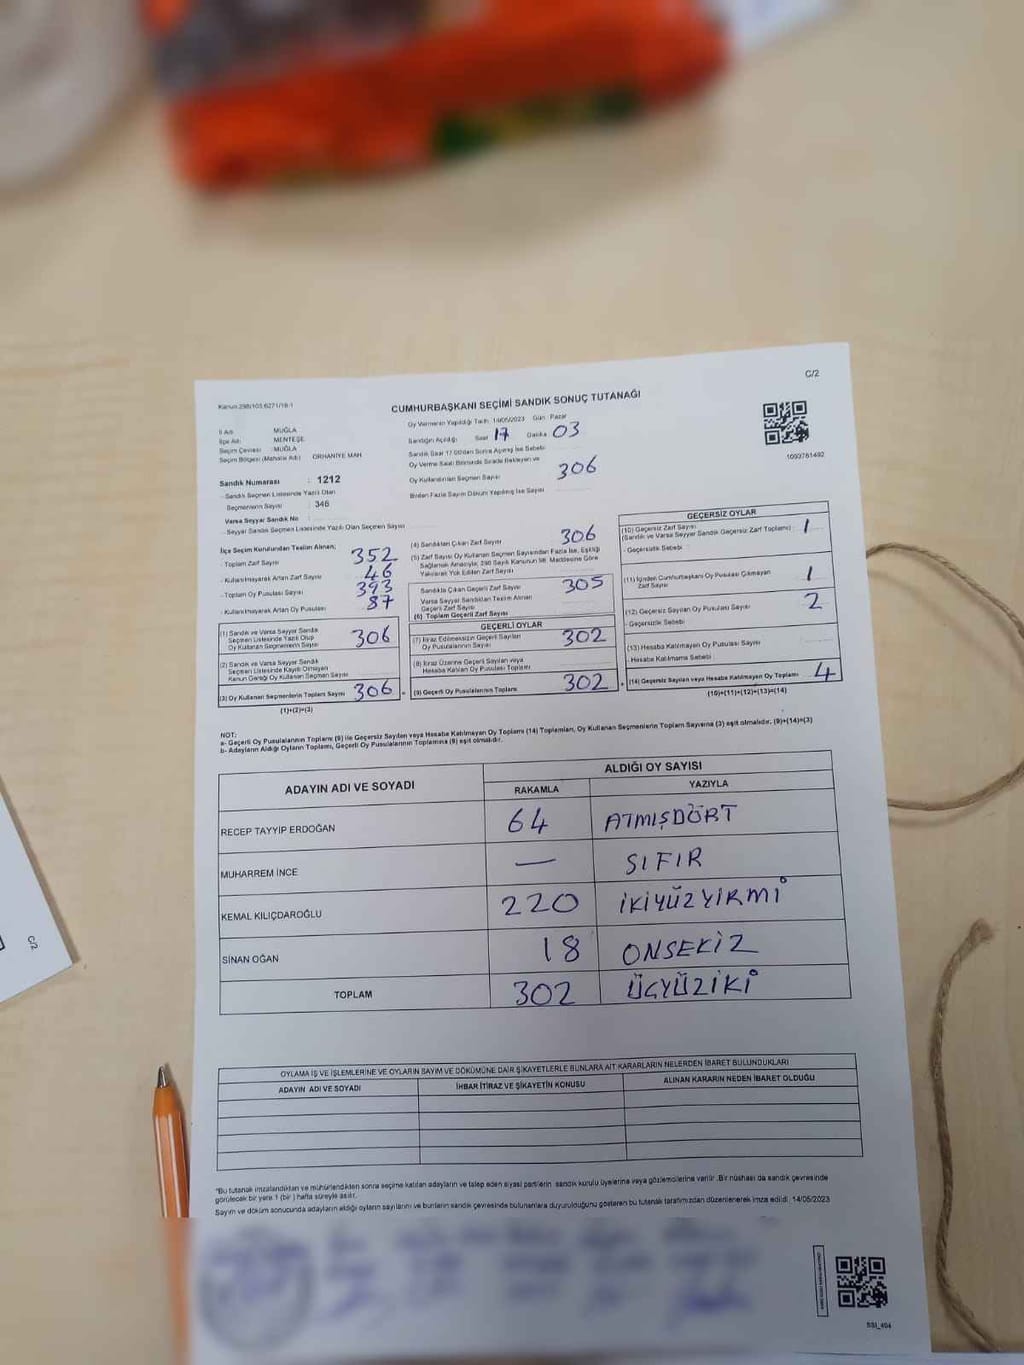 C/2
Kanun 298/103 6271/18-1
CUMHURBAŞKANI SEÇİMİ SANDIK SONUÇ TUTANAĞI
Oy Vermenin Yapıldığı Tarih 14/05/2023 Gün : Pazar
İl Adı : MUĞLA
İlçe Adı : MENTEŞE
Seçim Çevresi : MUĞLA
Seçim Bölgesi (Mahalle Adı) : ORHANİYE MAH
Sandığın Açıldığı Saat 17 Dakika 03
Sandık Saat 17.00'den Sonra Açılmış İse Sebebi
Oy Verme Saati Bitiminde Sırada Bekleyen ve
Oy Kullandırılan Seçmen Sayısı 306
Birden Fazla Sayım Döküm Yapılmış İse Sayısı
1093761492
Sandık Numarası : 1212
- Sandık Seçmen Listesinde Yazılı Olan
Seçmenlerin Sayısı : 346
Varsa Seyyar Sandık No
- Seyyar Sandık Seçmen Listesinde Yazılı Olan Seçmen Sayısı
İlçe Seçim Kurulundan Teslim Alınan;
- Toplam Zarf Sayısı 352
- Kullanılmayarak Artan Zarf Sayısı 46
- Toplam Oy Pusulası Sayısı 393
- Kullanılmayarak Artan Oy Pusulası 87
(1) Sandık ve Varsa Seyyar Sandık
Seçmen Listesinde Yazılı Olup
Oy Kullanan Seçmenlerin Sayısı 306
(2) Sandık ve Varsa Seyyar Sandık
Seçmen Listesinde Kayıtlı Olmayan
Kanun Gereği Oy Kullanan Seçmen Sayısı
(3) Oy Kullanan Seçmenlerin Toplam Sayısı 306
(1)+(2)=(3)
(4) Sandıktan Çıkan Zarf Sayısı 306
(5) Zarf Sayısı Oy Kullanan Seçmen Sayısından Fazla İse, Eşitliği
Sağlamak Amacıyla; 298 Sayılı Kanunun 98. Maddesine Göre
Yakılarak Yok Edilen Zarf Sayısı
Sandıkta Çıkan Geçerli Zarf Sayısı 305
Varsa Seyyar Sandıktan Teslim Alınan
Geçerli Zarf Sayısı
(6) Toplam Geçerli Zarf Sayısı
GEÇERLİ OYLAR
(7) İtiraz Edilmeksizin Geçerli Sayılan
Oy Pusulalarının Sayısı 302
(8) İtiraz Üzerine Geçerli Sayılan veya
Hesaba Katılan Oy Pusulası Toplamı
(9) Geçerli Oy Pusulalarının Toplamı 302
GEÇERSİZ OYLAR
(10) Geçersiz Zarf Sayısı
(Sandık ve Varsa Seyyar Sandık Geçersiz Zarf Toplamı) : 1
- Geçersizlik Sebebi :
(11) İçinden Cumhurbaşkanı Oy Pusulası Çıkmayan
Zarf Sayısı 1
(12) Geçersiz Sayılan Oy Pusulası Sayısı 2
- Geçersizlik Sebebi :
(13) Hesaba Katılmayan Oy Pusulası Sayısı
- Hesaba Katılmama Sebebi :
(14) Geçersiz Sayılan veya Hesaba Katılmayan Oy Toplamı 4
(10)+(11)+(12)+(13)=(14)
NOT:
a- Geçerli Oy Pusulalarının Toplamı (9) ile Geçersiz Sayılan veya Hesaba Katılmayan Oy Toplamı (14) Toplamları, Oy Kullanan Seçmenlerin Toplam Sayısına (3) eşit olmalıdır. (9)+(14)=(3)
b- Adayların Aldığı Oyların Toplamı, Geçerli Oy Pusulalarının Toplamına (9) eşit olmalıdır.
ADAYIN ADI VE SOYADI
ALDIĞI OY SAYISI
RAKAMLA YAZIYLA
RECEP TAYYİP ERDOĞAN 64 ATMIŞDÖRT
MUHARREM İNCE — SIFIR
KEMAL KILIÇDAROĞLU 220 İKİYÜZYİRMİ
SİNAN OĞAN 18 ONSEKİZ
TOPLAM 302 ÜÇYÜZİKİ
OYLAMA İŞ VE İŞLEMLERİNE VE OYLARIN SAYIM VE DÖKÜMÜNE DAİR ŞİKAYETLERLE BUNLARA AİT KARARLARIN NELERDEN İBARET BULUNDUKLARI
ADAYIN ADI VE SOYADI İHBAR İTİRAZ VE ŞİKAYETİN KONUSU ALINAN KARARIN NEDEN İBARET OLDUĞU
"Bu tutanak imzalandıktan ve mühürlendikten sonra seçime katılan adayların ve talep eden siyasi partilerin sandık kurulu üyelerine veya gözlemcilerine verilir .Bir nüshası da sandık çevresinde
görülecek bir yere 1 (bir ) hafta süreyle asılır.
Sayım ve döküm sonucunda adayların aldığı oyların sayılarını ve bunların sandık çevresinde bulunanlara duyurulduğunu gösteren bu tutanak tarafımızdan düzenlenerek imza edildi. 14/05/2023
SSİ_404
C/2